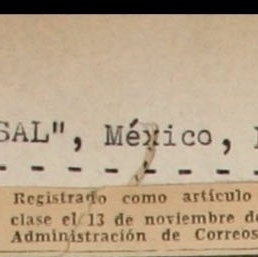 SAL", México,
- - - - - - - -
Registrado como artículo
clase el 13 de noviembre de
Administración de Correos